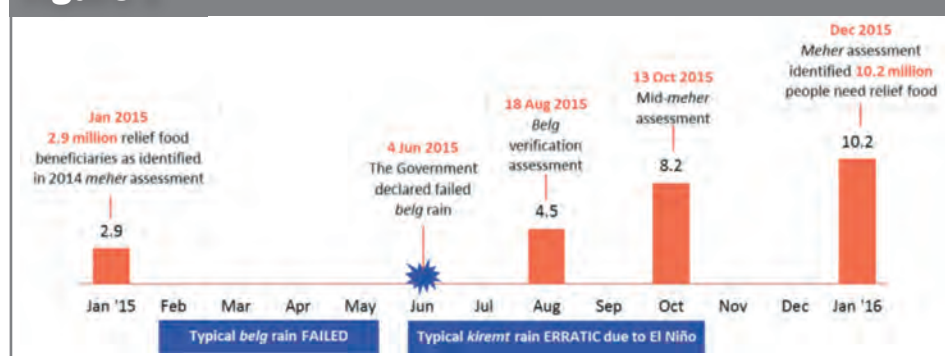 Dec 2015
Meher assessment
identified 10.2 million
people need relief food
13 Oct 2015
Mid-meher
assessment
18 Aug 2015
Belg
verification
assessment
Jan 2015
2.9 million relief food
beneficiaries as identified
in 2014 meher assessment
4 Jun 2015
The Government
declared failed
belg rain
2.9
4.5
8.2
10.2
Jan '15 Feb Mar Apr May Jun Jul Aug Sep Oct Nov Dec Jan '16
Typical belg rain FAILED
Typical kiremt rain ERRATIC due to El Niño